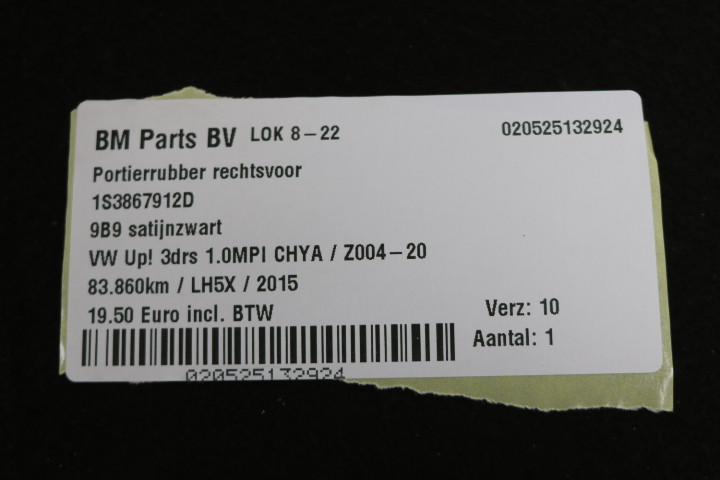 BM Parts BV LOK 8-22 020525132924
Portierrubber rechtsvoor
1S3867912D
9B9 satijnzwart
VW Up! 3drs 1.0MPI CHYA / Z004-20
83.860km / LH5X / 2015
19.50 Euro incl. BTW Verz: 10
Aantal: 1
020525132924